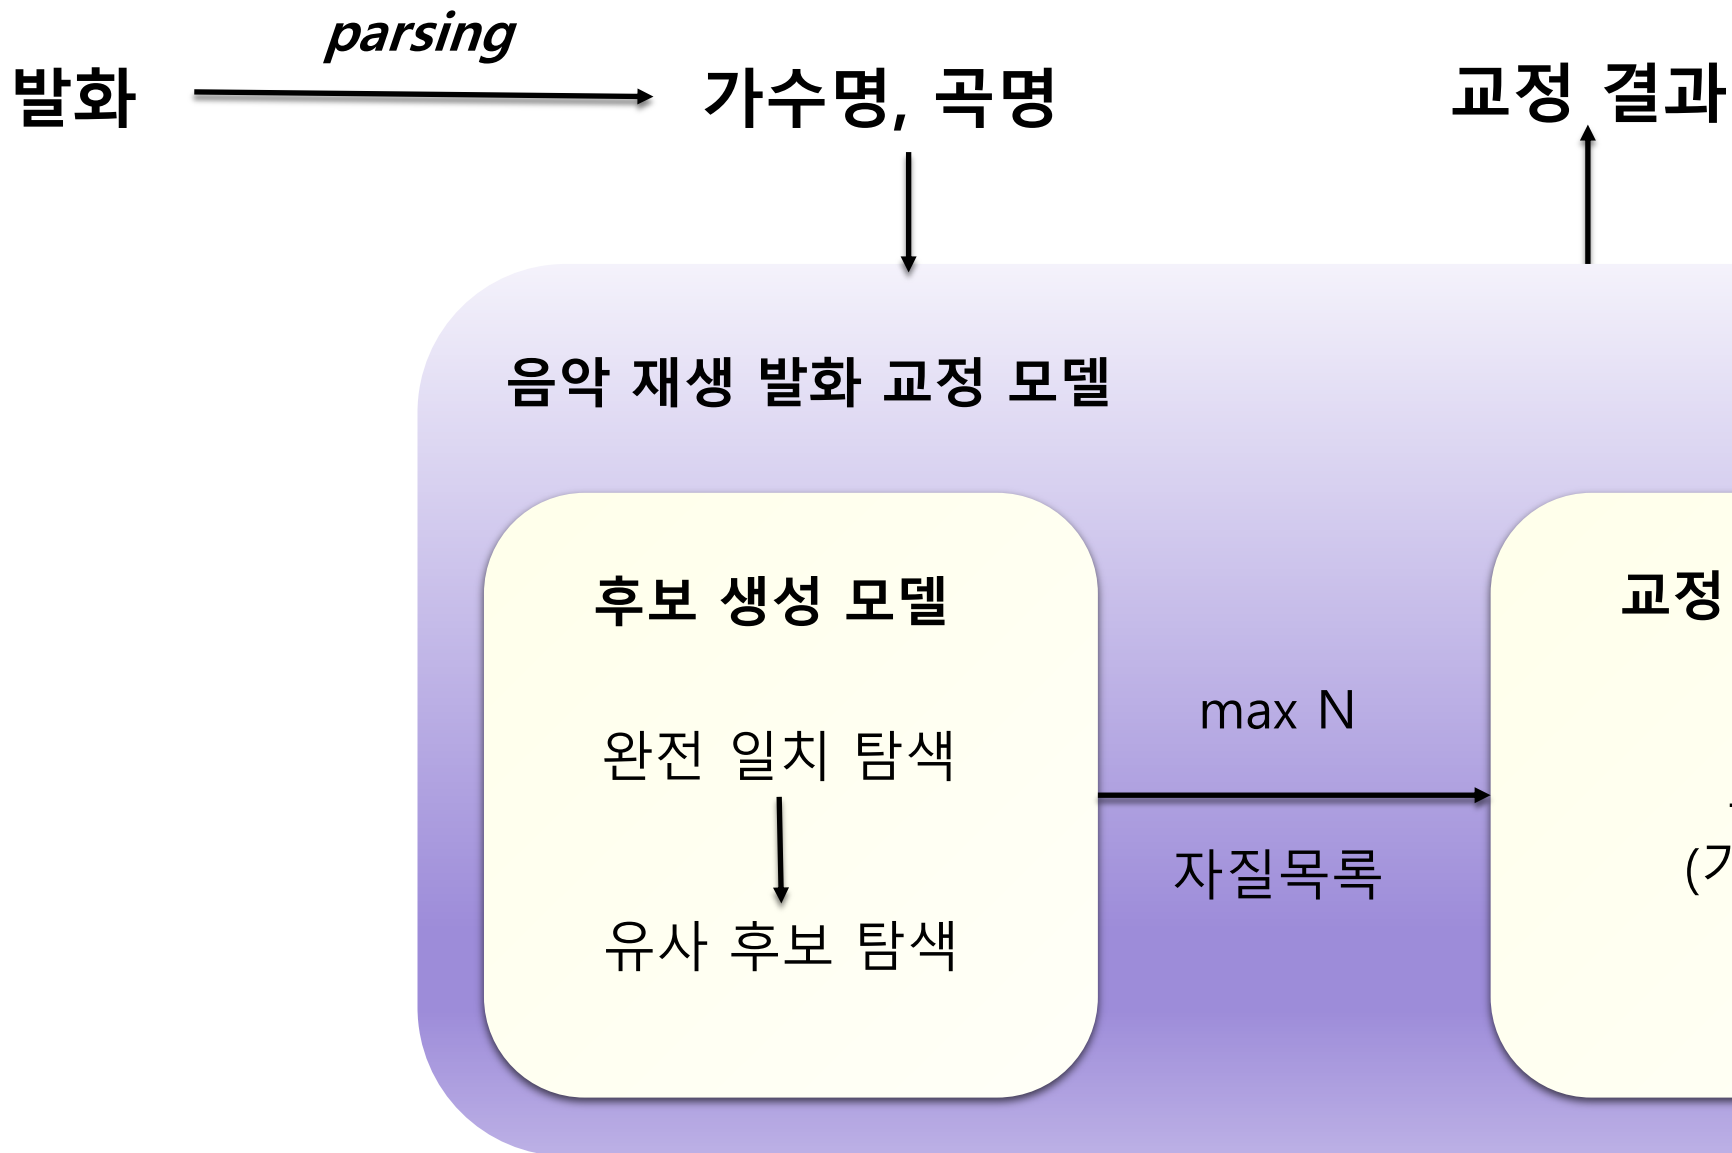 parsing
발화
가수명, 곡명
교정 결과
음악 재생 발화 교정 모델
후보 생성 모델
완전 일치 탐색
유사 후보 탐색
max N
자질목록
교정